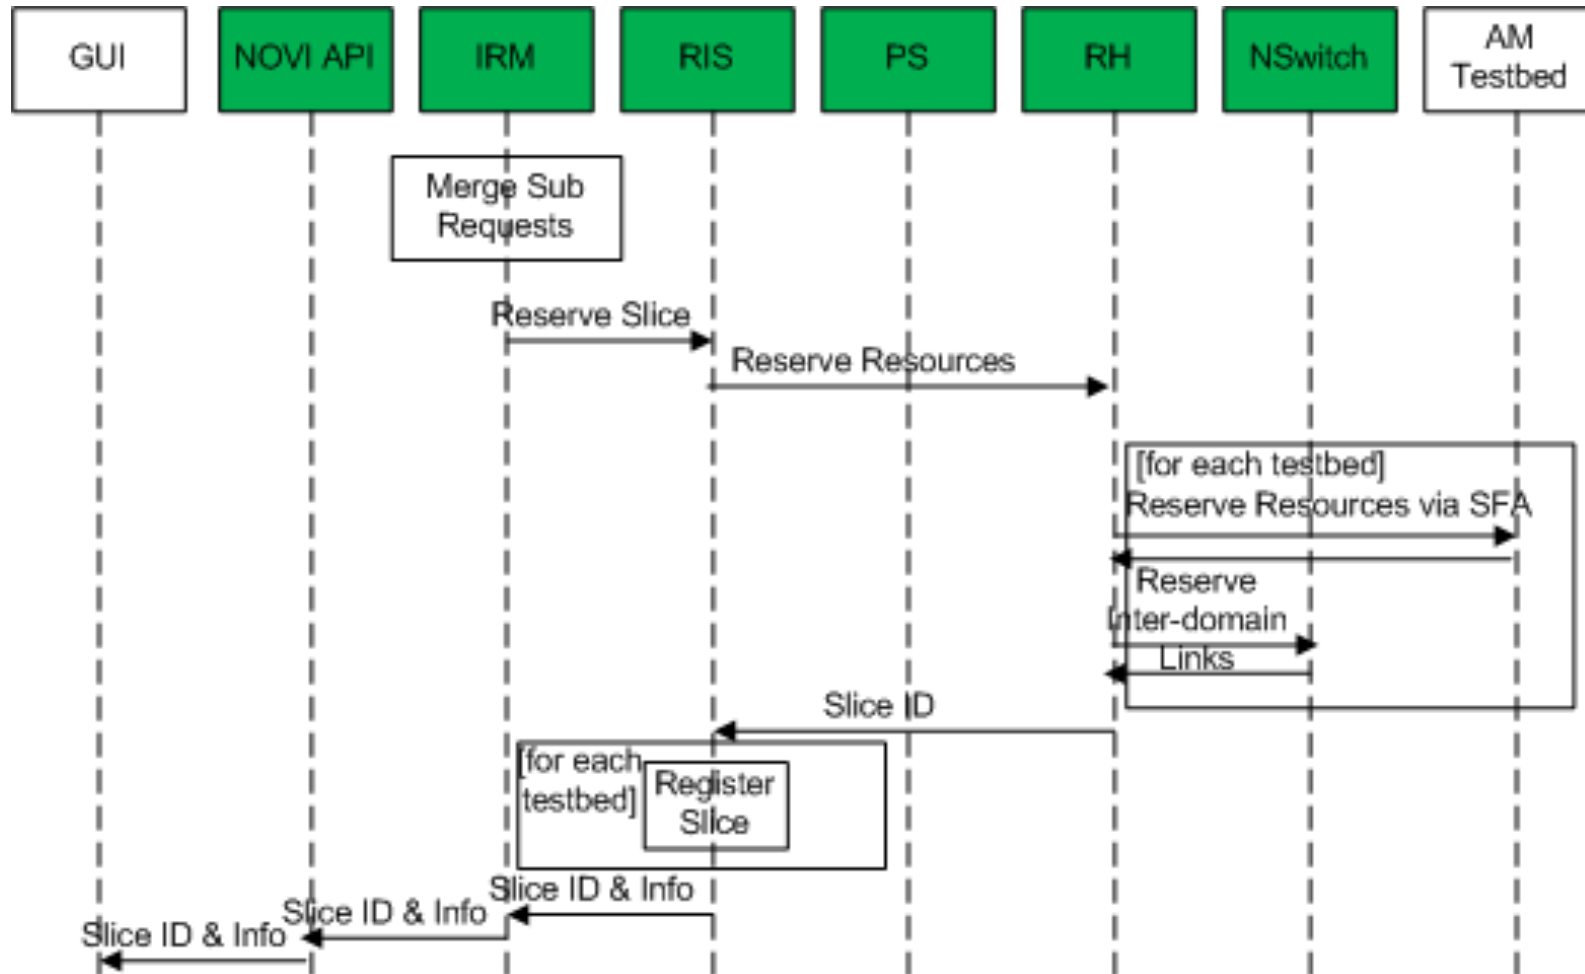 GUI
NOVI API
IRM
RIS
PS
RH
NSwitch
AM
Testbed
Merge Sub
Requests
Reserve Slice
Reserve Resources
[for each testbed]
Reserve Resources via SFA
Reserve
Inter-domain
Links
Slice ID
[for each
testbed]
Register
Slice
Slice ID & Info
Slice ID & Info
Slice ID & Info